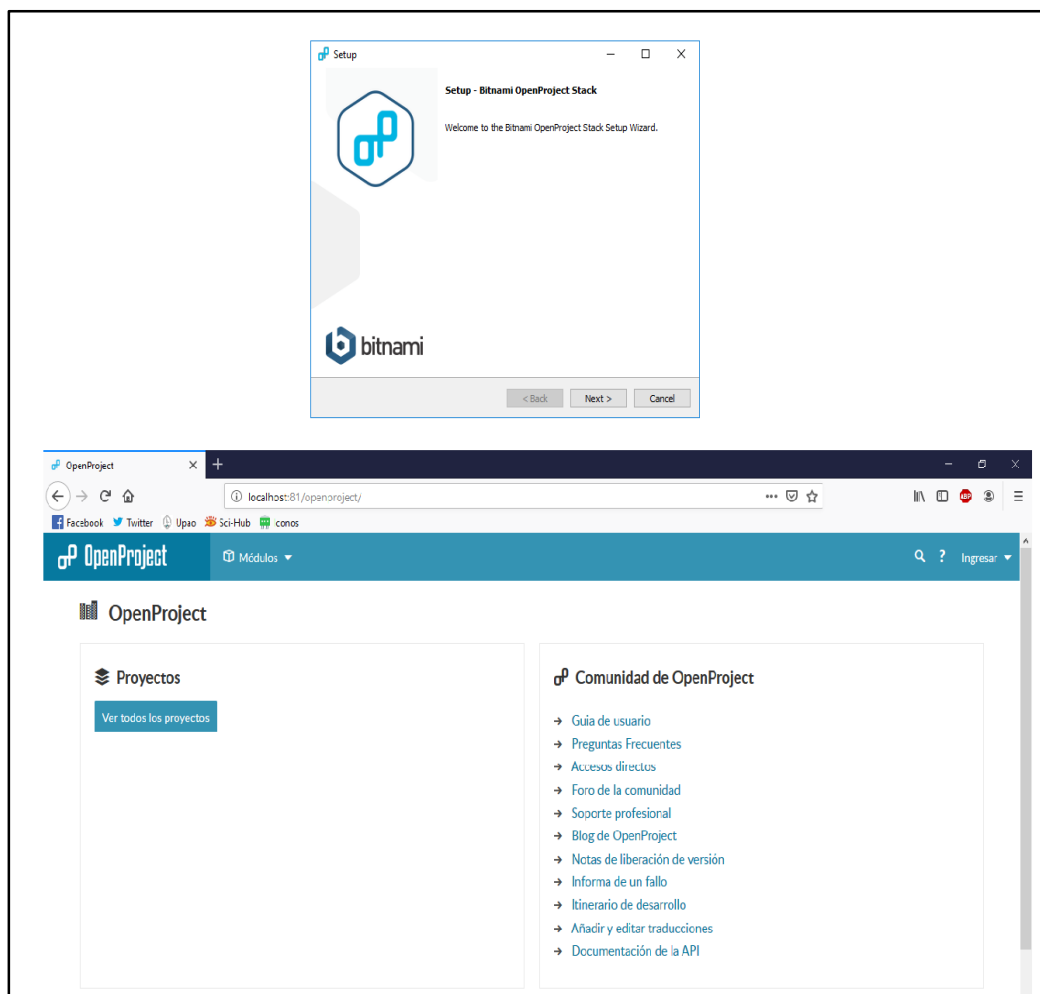 Setup
Setup - Bitnami OpenProject Stack
Welcome to the Bitnami OpenProject Stack Setup Wizard.
bitnami
< Back Next > Cancel
OpenProject
localhost:81/openproject/
ABP
Facebook Twitter Upao Sci-Hub conos
OpenProject Módulos ? Ingresar
OpenProject
Proyectos
Ver todos los proyectos
Comunidad de OpenProject
Guia de usuario
Preguntas Frecuentes
Accesos directos
Foro de la comunidad
Soporte profesional
Blog de OpenProject
Notas de liberación de versión
Informa de un fallo
Itinerario de desarrollo
Añadir y editar traducciones
Documentación de la API